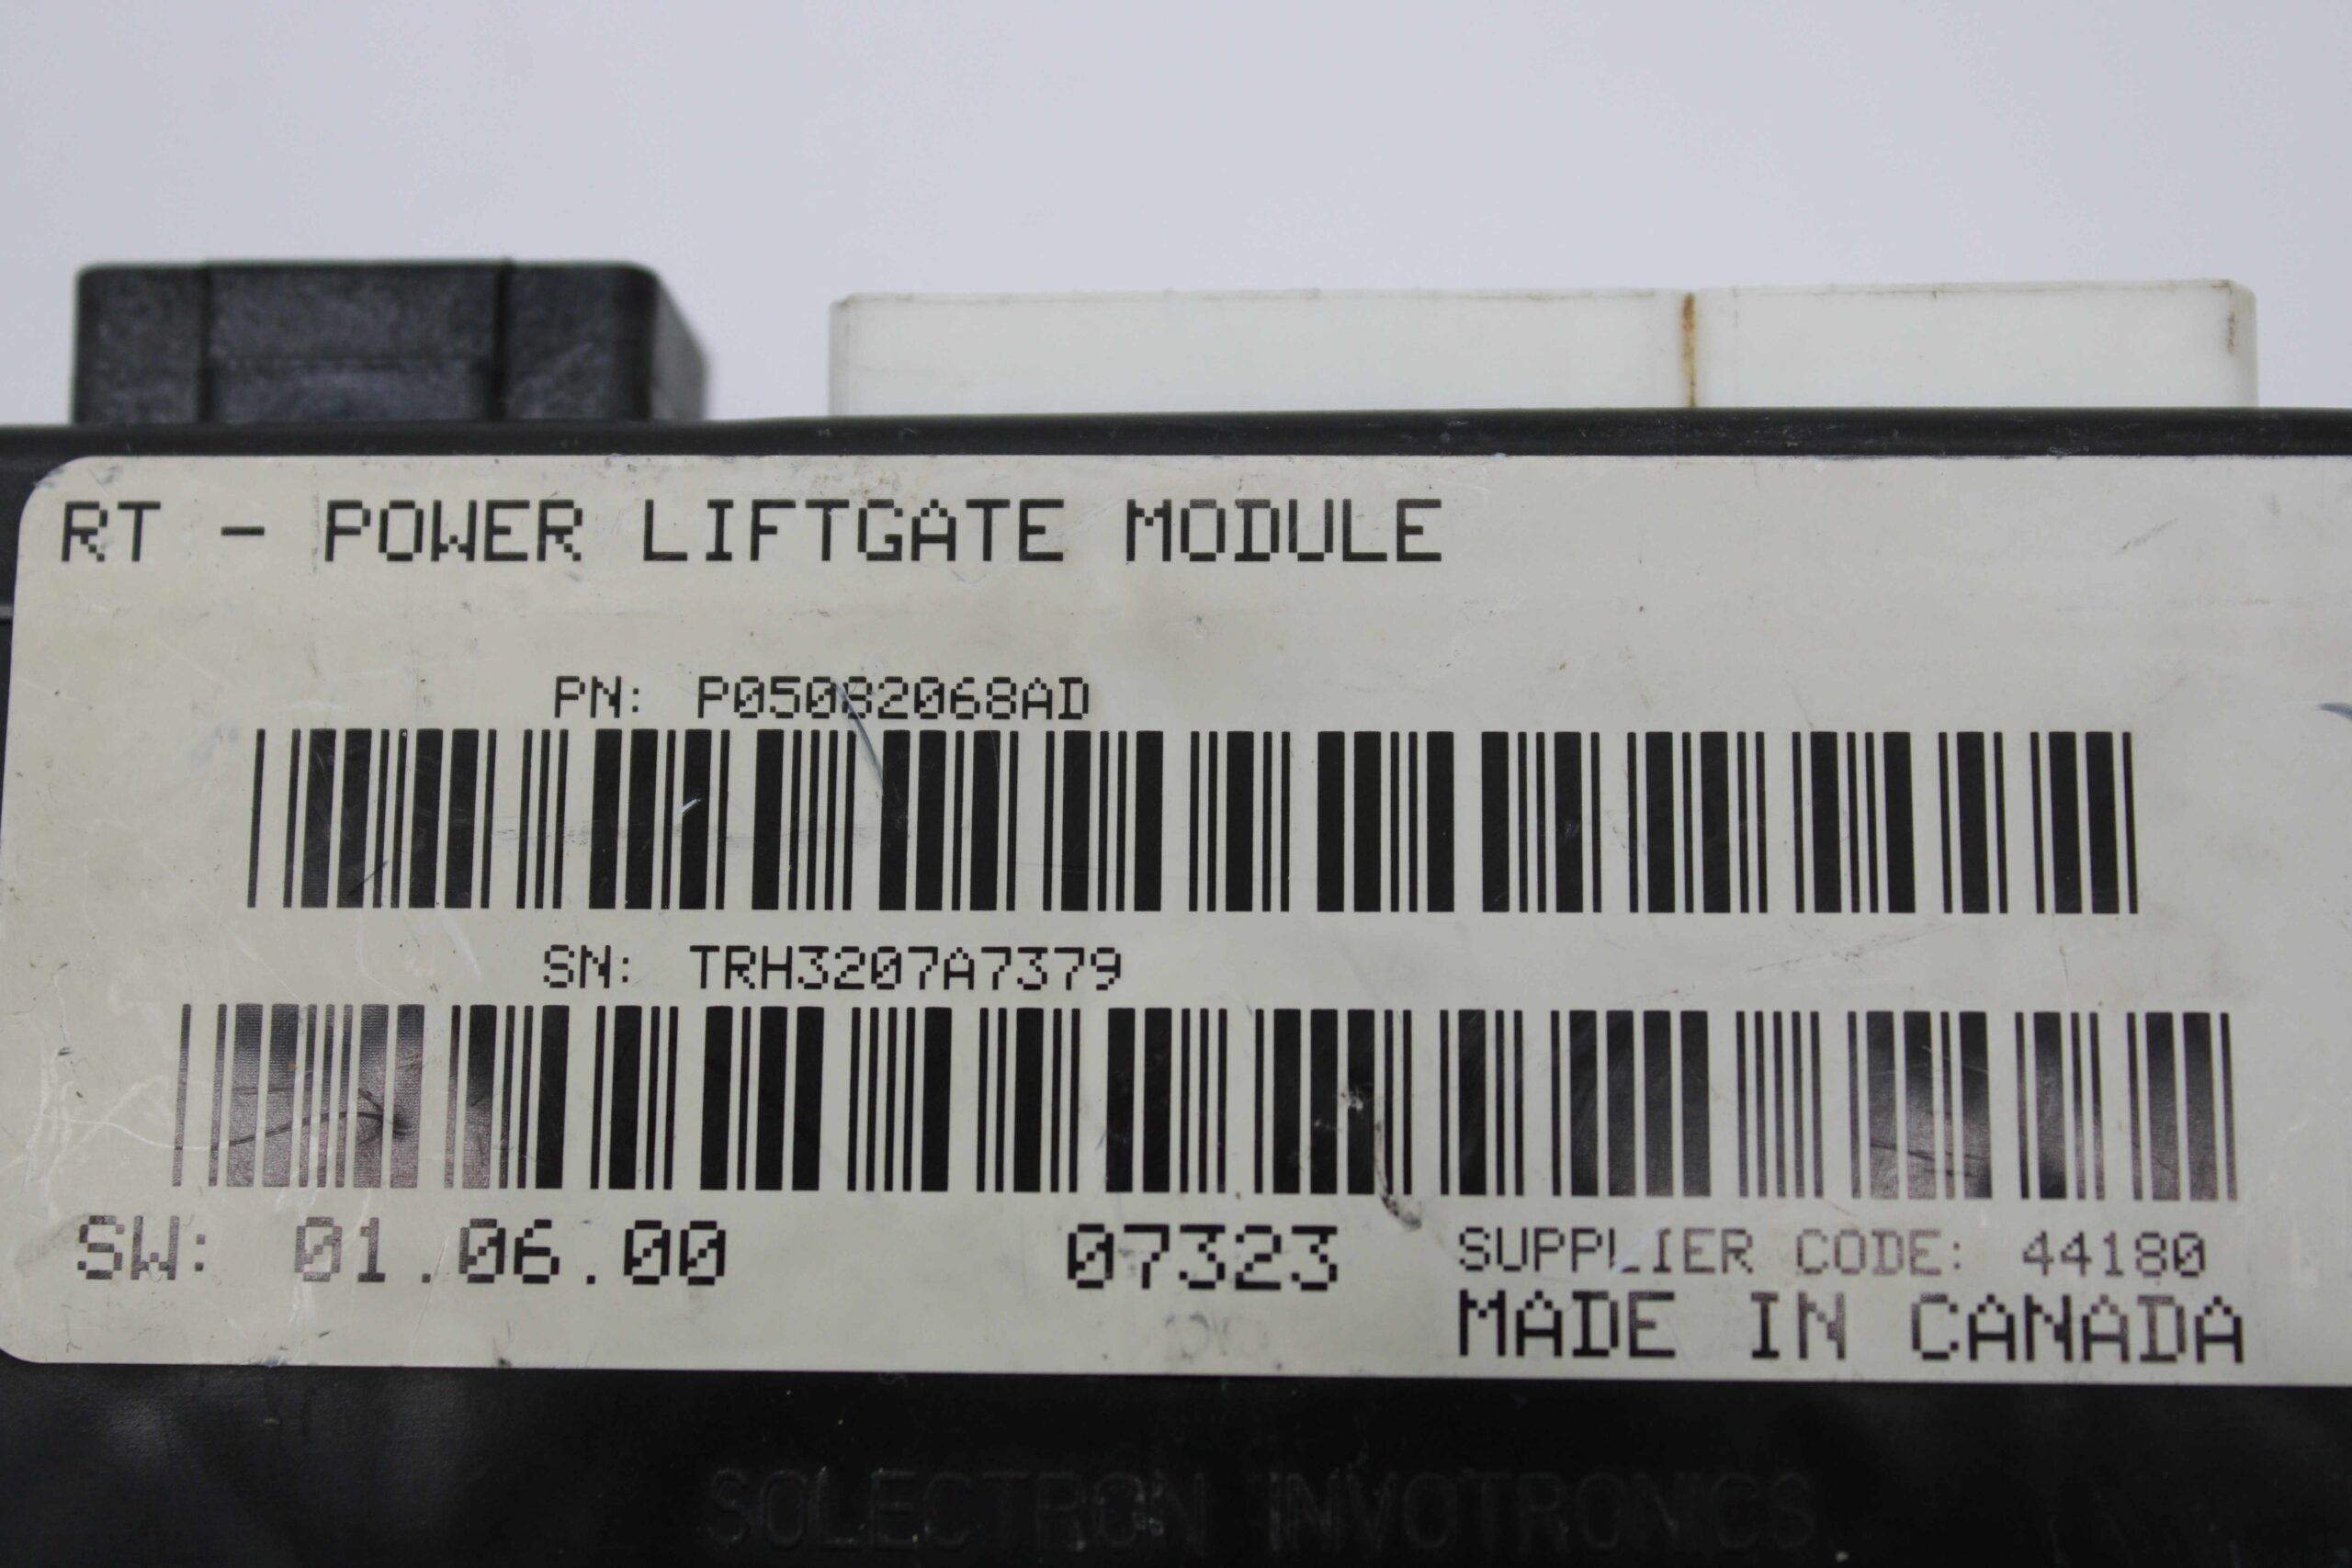 RT - POWER LIFTGATE MODULE
PN: P05082068AD
SN: TRH3207A7379
SW: 01.06.00 07323 SUPPLIER CODE: 44180
MADE IN CANADA
SOLECTRON INVOTRONICS